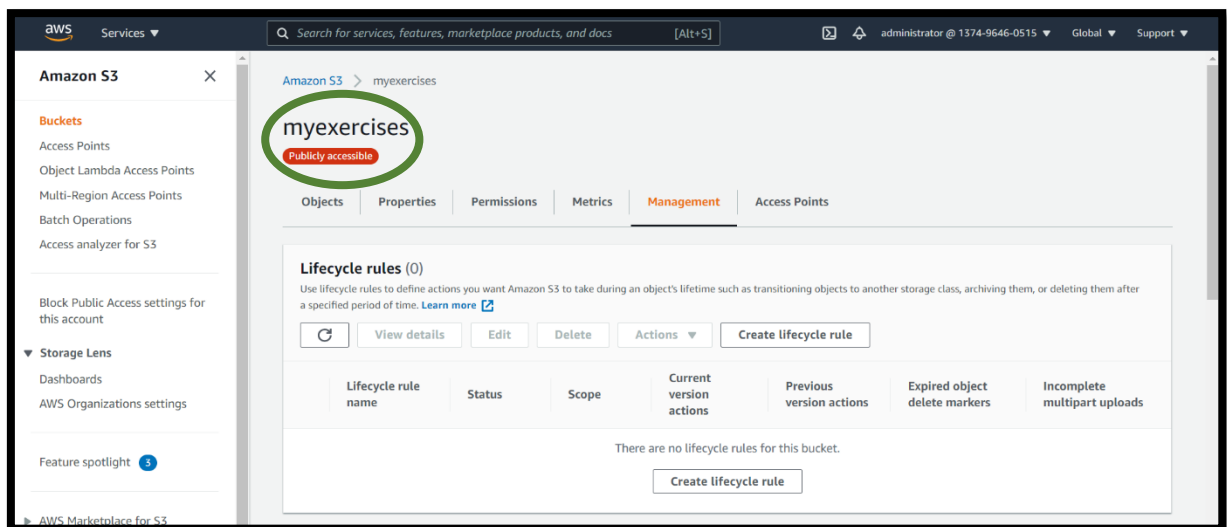 aws Services ▼ Search for services, features, marketplace products, and docs [Alt+S] administrator @ 1374-9646-0515 ▼ Global ▼ Support ▼
Amazon S3
Buckets
Access Points
Object Lambda Access Points
Multi-Region Access Points
Batch Operations
Access analyzer for S3
Block Public Access settings for
this account
Storage Lens
Dashboards
AWS Organizations settings
Feature spotlight 3
AWS Marketplace for S3
Amazon S3 > myexercises
myexercises
Publicly accessible
Objects Properties Permissions Metrics Management Access Points
Lifecycle rules (0)
Use lifecycle rules to define actions you want Amazon S3 to take during an object's lifetime such as transitioning objects to another storage class, archiving them, or deleting them after
a specified period of time. Learn more
View details Edit Delete Actions ▼ Create lifecycle rule
Lifecycle rule
name
Status
Scope
Current
version
actions
Previous
version actions
Expired object
delete markers
Incomplete
multipart uploads
There are no lifecycle rules for this bucket.
Create lifecycle rule